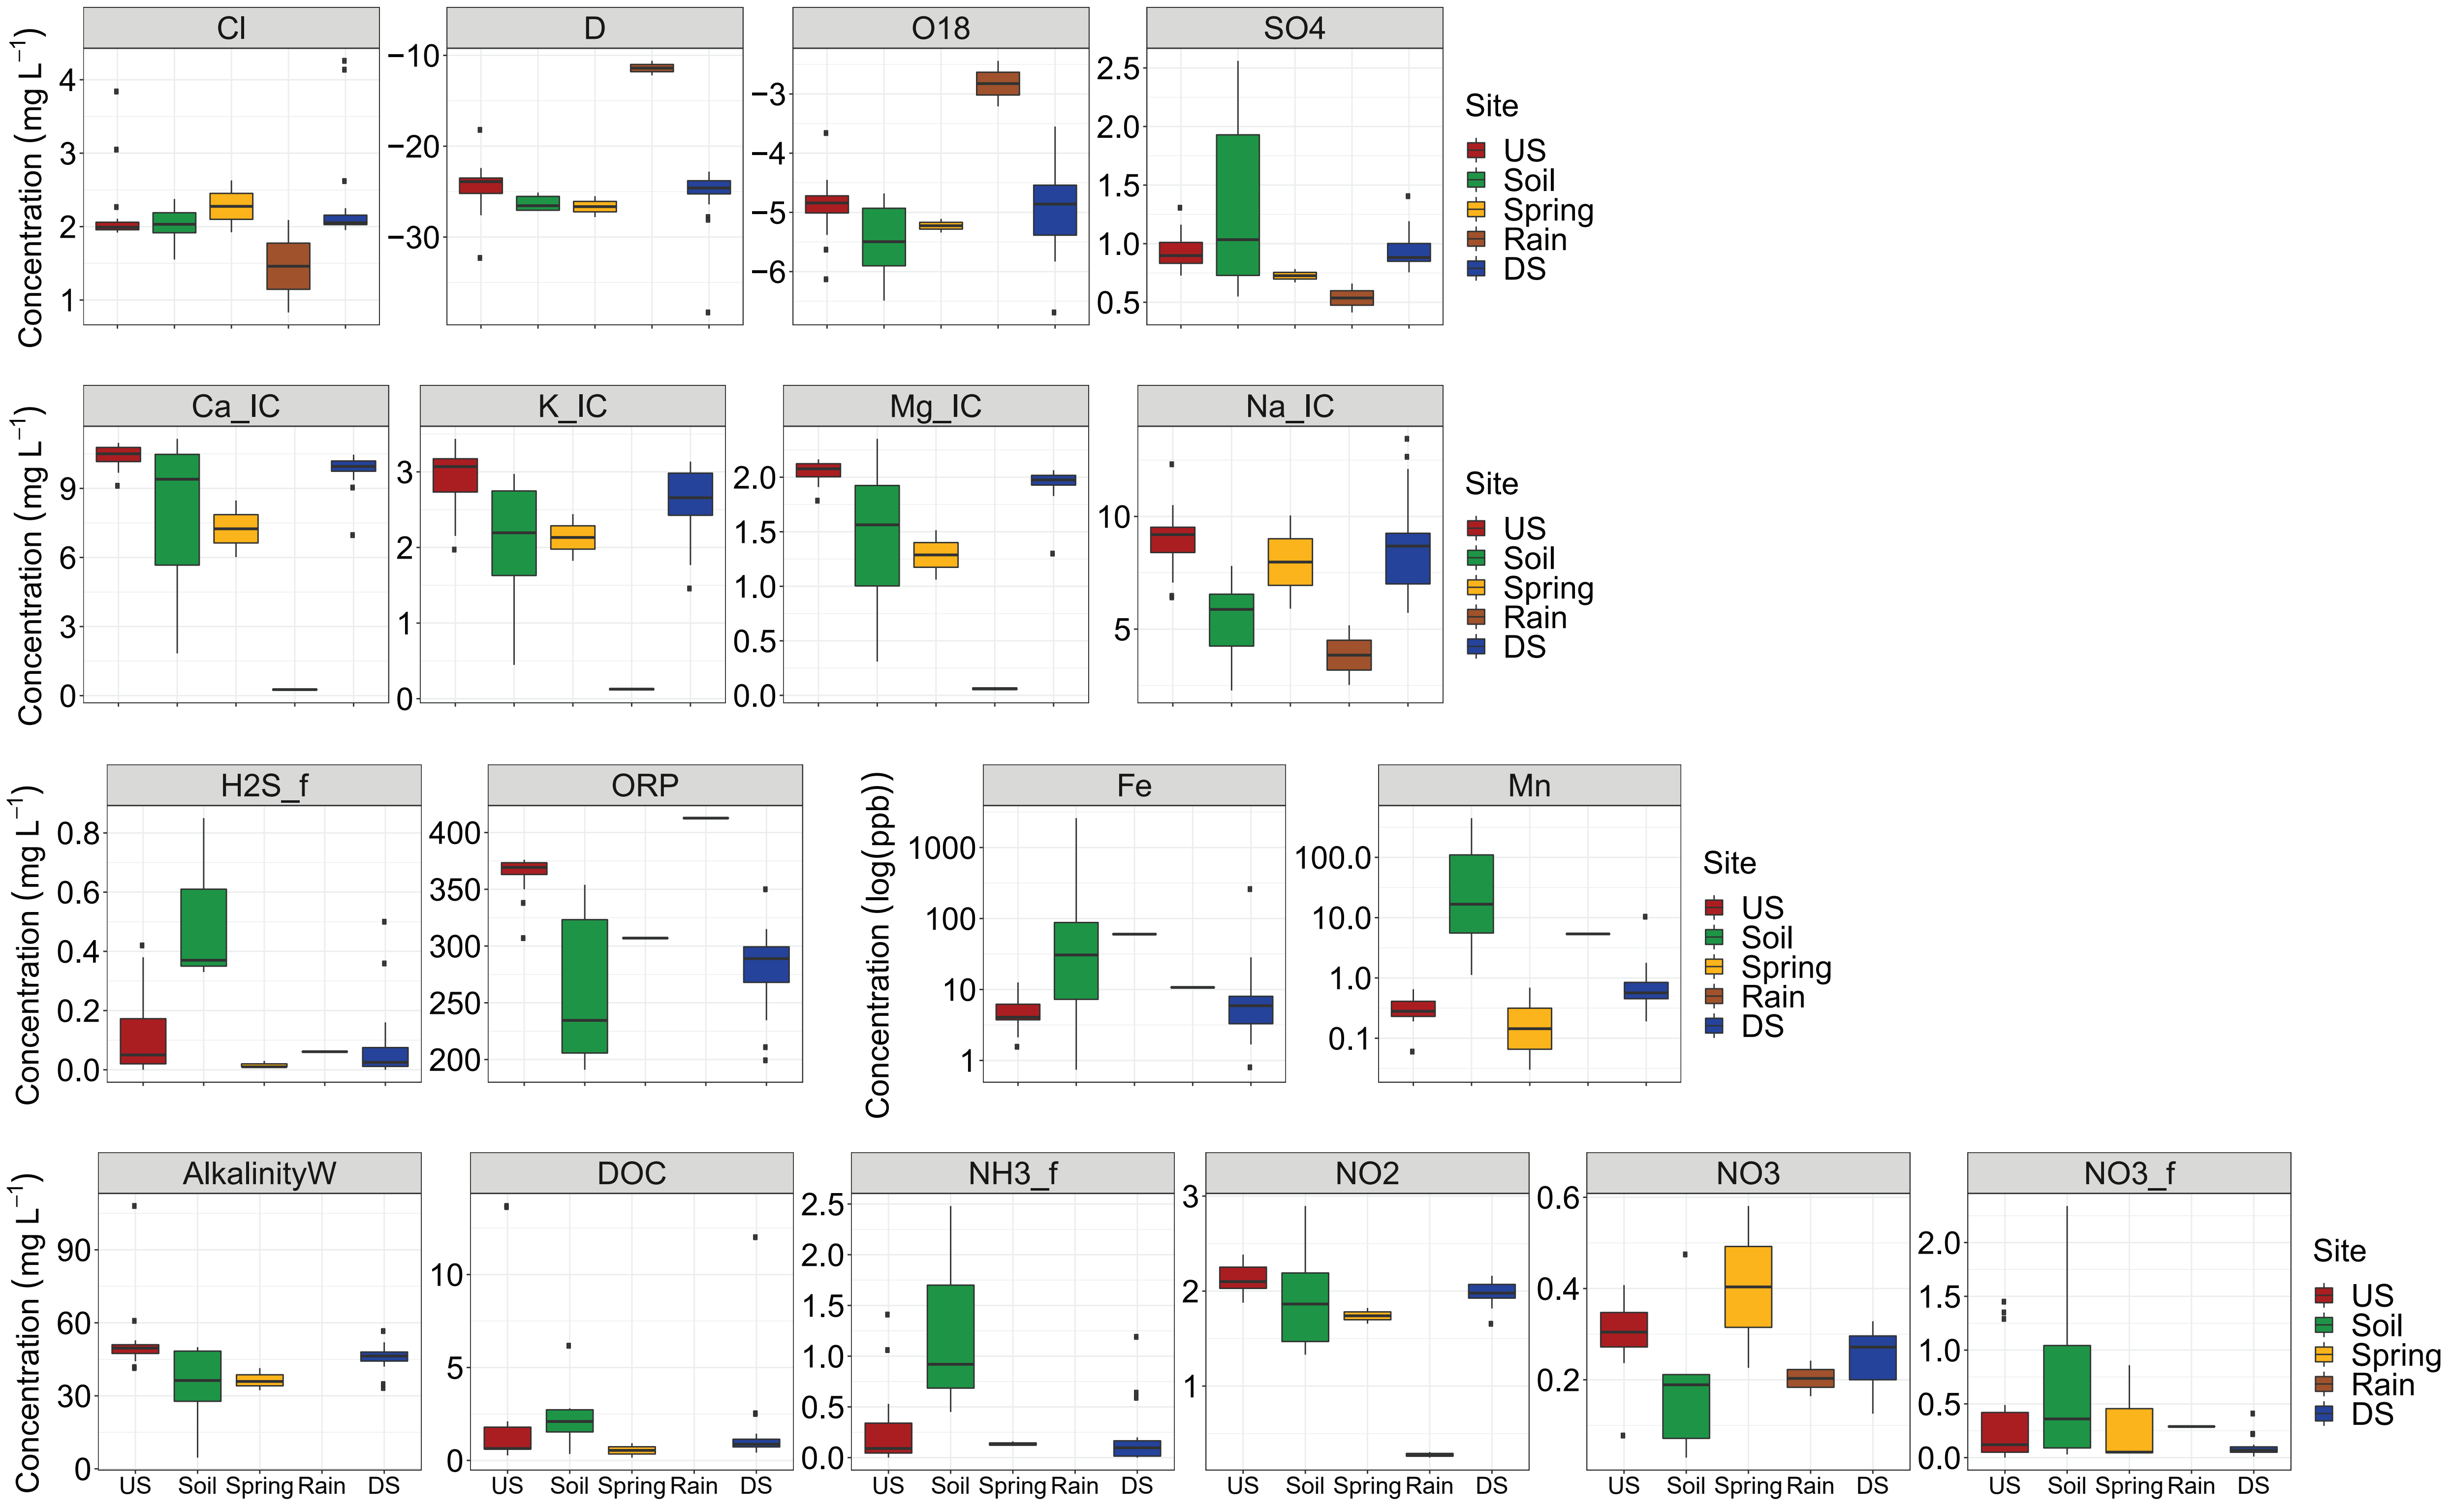 Cl D O18 SO4
Concentration (mg L⁻¹)
4
3
2
1
−10
−20
−30
−3
−4
−5
−6
2.5
2.0
1.5
1.0
0.5
Site
US
Soil
Spring
Rain
DS
Ca_IC K_IC Mg_IC Na_IC
Concentration (mg L⁻¹)
9
6
3
0
3
2
1
0
2.0
1.5
1.0
0.5
0.0
10
5
Site
US
Soil
Spring
Rain
DS
H2S_f ORP Fe Mn
Concentration (mg L⁻¹)
0.8
0.6
0.4
0.2
0.0
400
350
300
250
200
Concentration (log(ppb))
1000
100
10
1
100.0
10.0
1.0
0.1
Site
US
Soil
Spring
Rain
DS
AlkalinityW DOC NH3_f NO2 NO3 NO3_f
Concentration (mg L⁻¹)
90
60
30
0
10
5
0
2.5
2.0
1.5
1.0
0.5
0.0
3
2
1
0.6
0.4
0.2
2.0
1.5
1.0
0.5
0.0
US Soil Spring Rain DS
US Soil Spring Rain DS
US Soil Spring Rain DS
US Soil Spring Rain DS
US Soil Spring Rain DS
US Soil Spring Rain DS
Site
US
Soil
Spring
Rain
DS